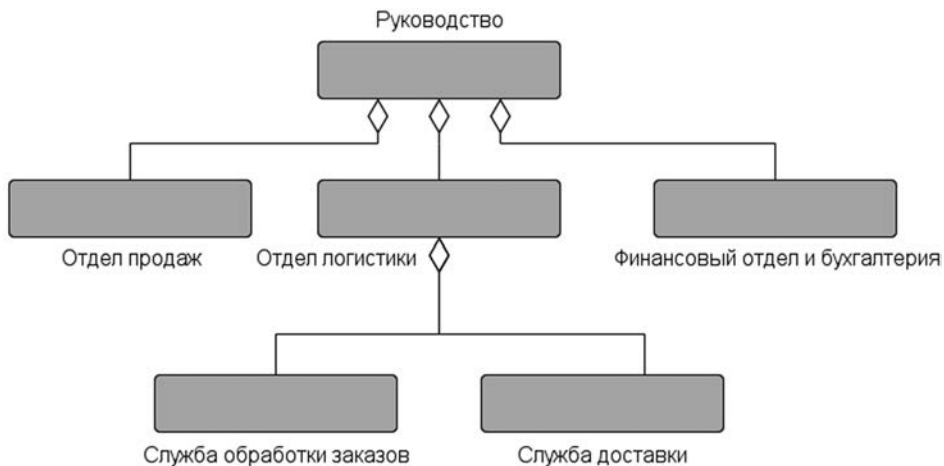 Руководство
Отдел продаж
Отдел логистики
Финансовый отдел и бухгалтерия
Служба обработки заказов
Служба доставки